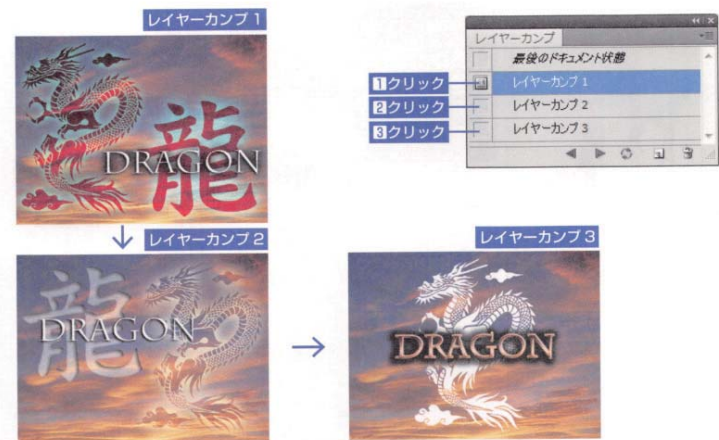 レイヤーカンプ 1
龍
DRAGON
レイヤーカンプ
最後のドキュメント状態
1クリック
レイヤーカンプ 1
2クリック
レイヤーカンプ 2
3クリック
レイヤーカンプ 3
レイヤーカンプ 2
龍
DRAGON
レイヤーカンプ 3
DRAGON